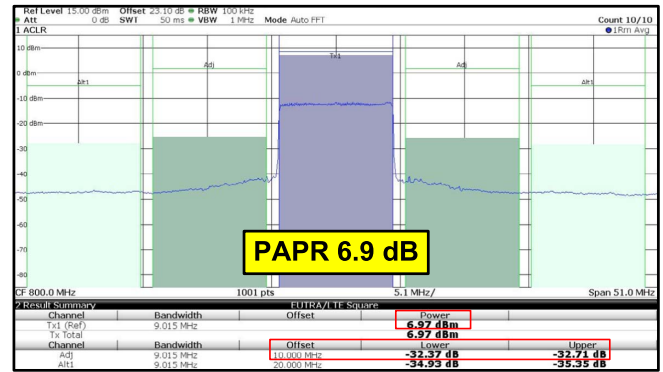 Ref Level 15.00 dBm Offset 23.10 dB RBW 100 kHz
Att 0 dB SWT 50 ms VBW 1 MHz Mode Auto FFT Count 10/10
1 ACLR 1Rm Avg
10 dBm
Tx1
Adj Adj
0 dBm
Alt1 Alt1
-10 dBm
-20 dBm
-30
-40
-50
-60
-70
PAPR 6.9 dB
-80
CF 800.0 MHz 1001 pts 5.1 MHz/ Span 51.0 MHz
2 Result Summary EUTRA/LTE Square
Channel Bandwidth Offset Power
Tx1 (Ref) 9.015 MHz 6.97 dBm
Tx Total 6.97 dBm
Channel Bandwidth Offset Lower Upper
Adj 9.015 MHz 10.000 MHz -32.37 dB -32.71 dB
Alt1 9.015 MHz 20.000 MHz -34.93 dB -35.35 dB